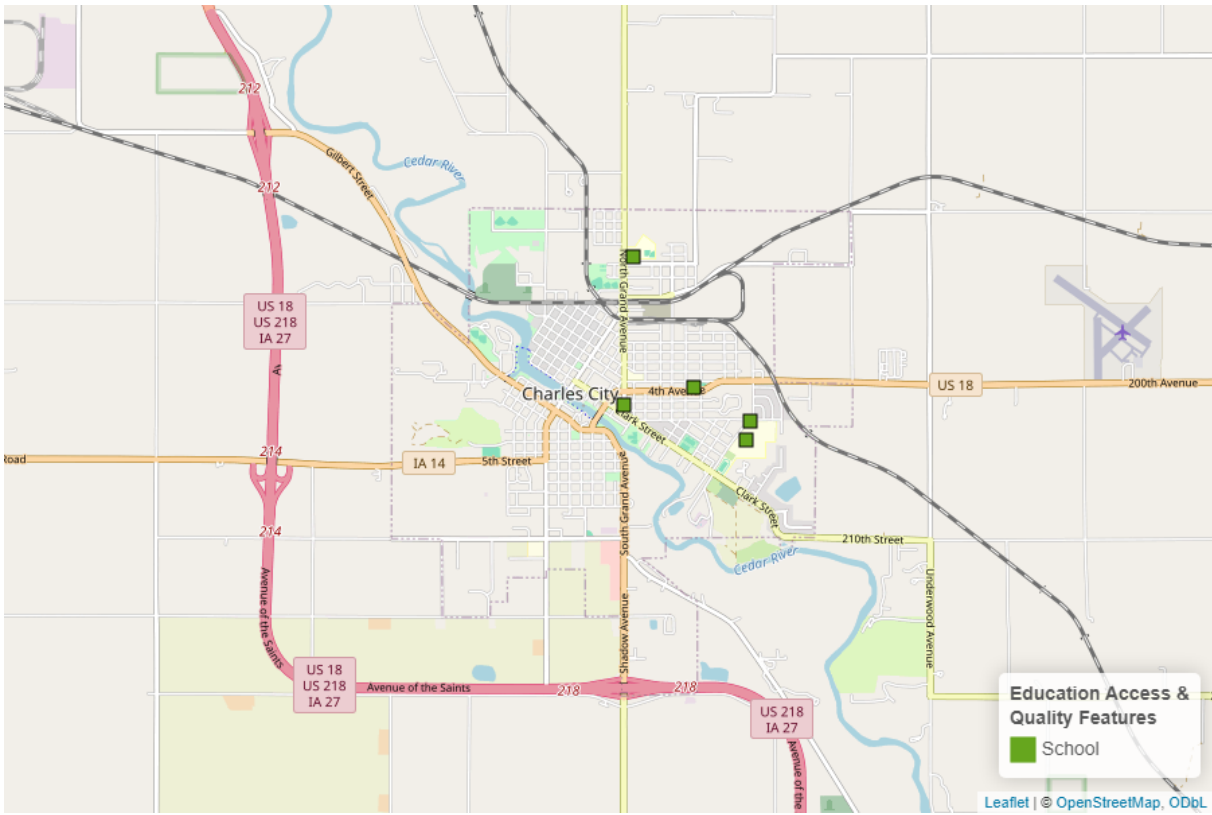 212
Gilbert Street
Cedar River
212
North Grand Avenue
US 18
US 218
IA 27
Charles City
4th Avenue
US 18
200th Avenue
Clark Street
Road
214
IA 14
5th Street
South Grand Avenue
Clark Street
214
210th Street
Cedar River
Avenue of the Saints
Underwood Avenue
Shadow Avenue
US 18
US 218
IA 27
Avenue of the Saints
218
218
US 218
IA 27
Avenue of the
Education Access &
Quality Features
School
Leaflet | © OpenStreetMap, ODbL